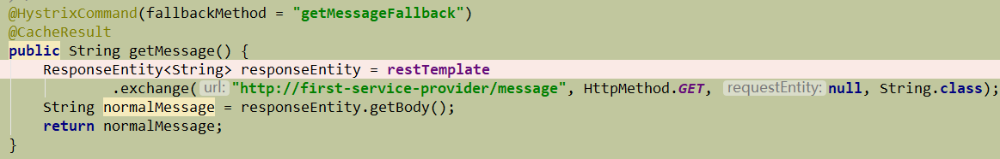 @HystrixCommand(fallbackMethod = "getMessageFallback")
@CacheResult
public String getMessage() {
    ResponseEntity<String> responseEntity = restTemplate
            .exchange( url: "http://first-service-provider/message", HttpMethod.GET, requestEntity: null, String.class);
    String normalMessage = responseEntity.getBody();
    return normalMessage;
}